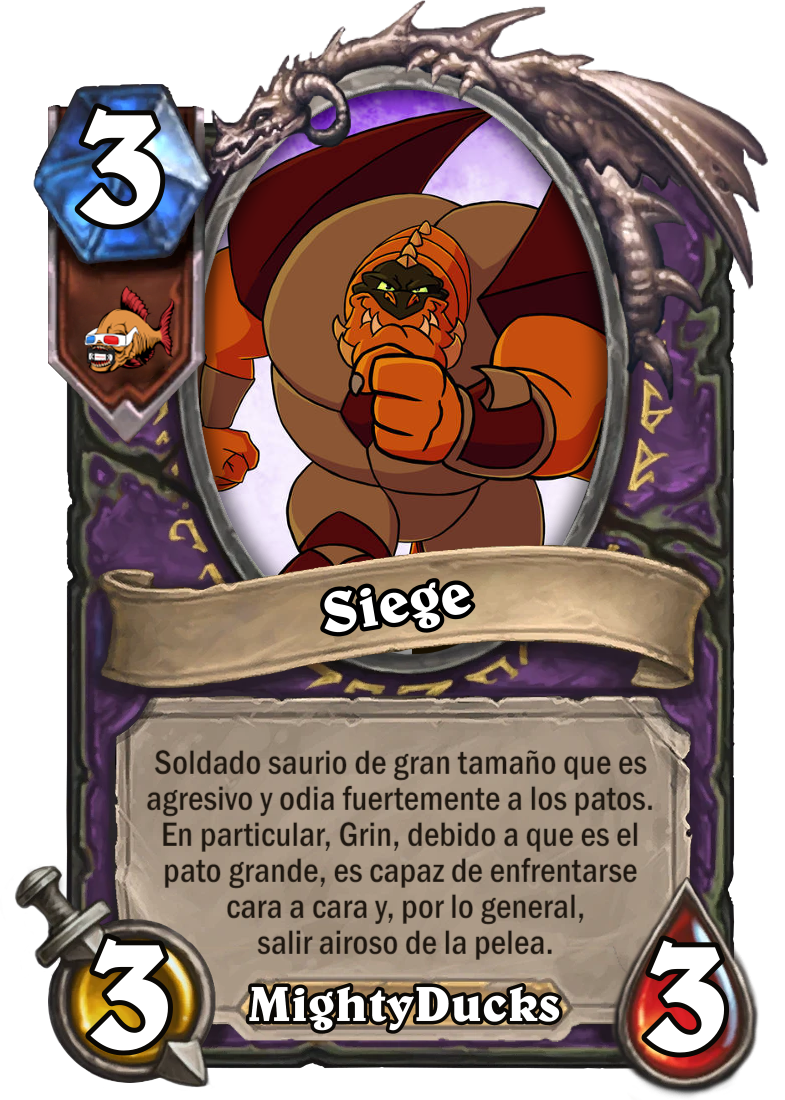 3
Siege
Soldado saurio de gran tamaño que es
agresivo y odia fuertemente a los patos.
En particular, Grin, debido a que es el
pato grande, es capaz de enfrentarse
cara a cara y, por lo general,
salir airoso de la pelea.
3
MightyDucks
3